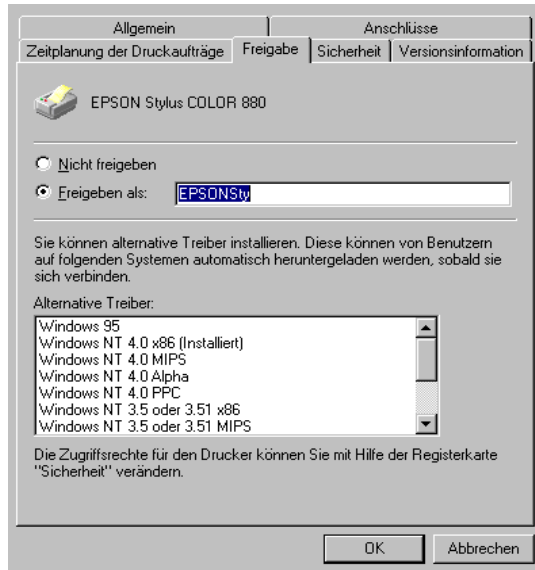 Allgemein
Anschlüsse
Zeitplanung der Druckaufträge
Freigabe
Sicherheit
Versionsinformation
EPSON Stylus COLOR 880
Nicht freigeben
Freigeben als:
EPSONSty
Sie können alternative Treiber installieren. Diese können von Benutzern
auf folgenden Systemen automatisch heruntergeladen werden, sobald sie
sich verbinden.
Alternative Treiber:
Windows 95
Windows NT 4.0 x86 (Installiert)
Windows NT 4.0 MIPS
Windows NT 4.0 Alpha
Windows NT 4.0 PPC
Windows NT 3.5 oder 3.51 x86
Windows NT 3.5 oder 3.51 MIPS
Die Zugriffsrechte für den Drucker können Sie mit Hilfe der Registerkarte
"Sicherheit" verändern.
OK
Abbrechen